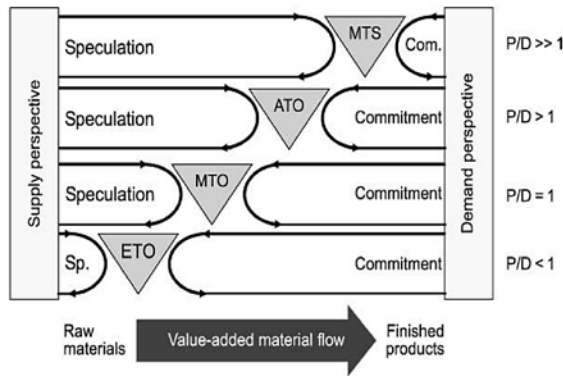 Supply perspective
Speculation MTS Com. P/D >> 1
Speculation ATO Commitment P/D > 1
Speculation MTO Commitment P/D = 1
Sp. ETO Commitment P/D < 1
Demand perspective
Raw materials
Value-added material flow
Finished products